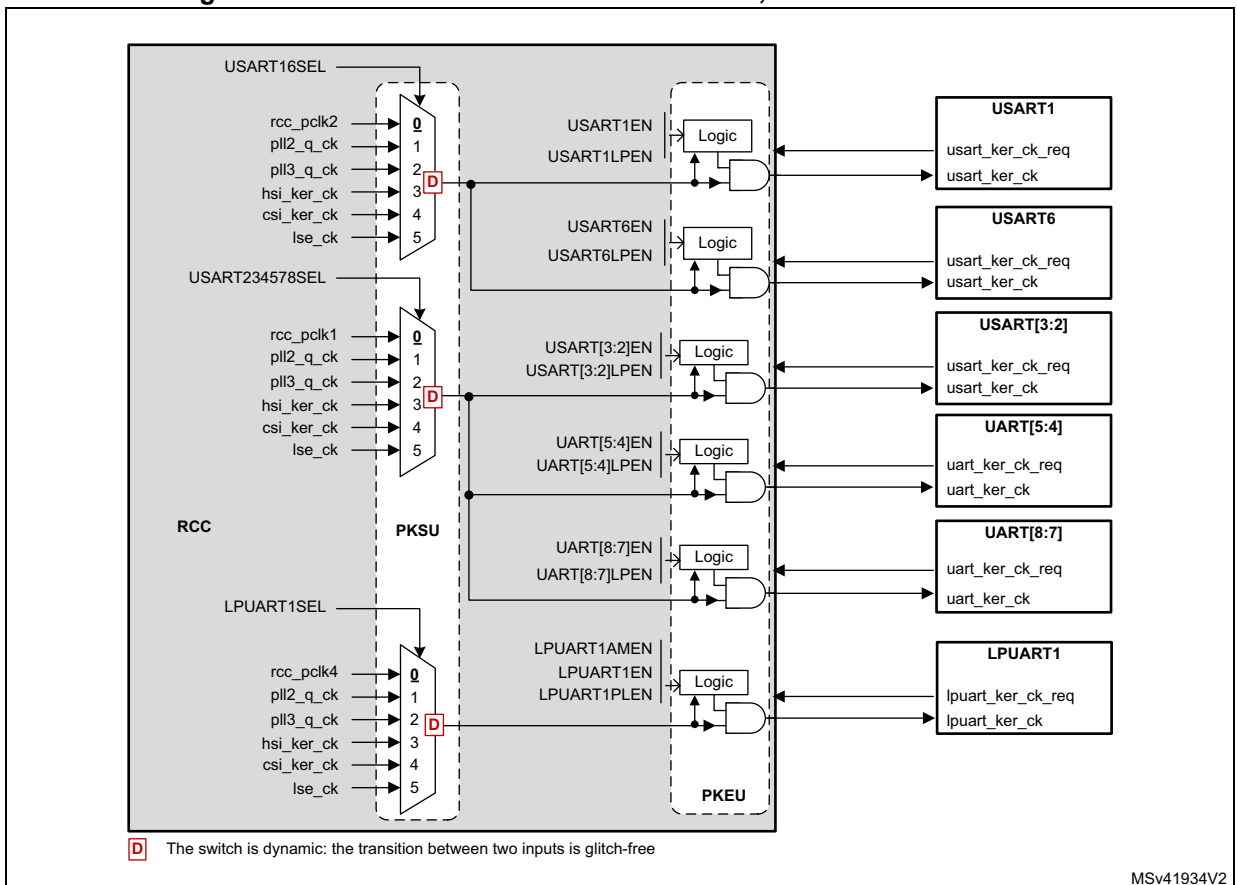 USART16SEL
rcc_pclk2
pll2_q_ck
pll3_q_ck
hsi_ker_ck
csi_ker_ck
lse_ck
0
1
2
3
4
5
D
USART1EN
USART1LPEN
Logic
USART1
usart_ker_ck_req
usart_ker_ck
USART6EN
USART6LPEN
Logic
USART6
usart_ker_ck_req
usart_ker_ck
USART234578SEL
rcc_pclk1
pll2_q_ck
pll3_q_ck
hsi_ker_ck
csi_ker_ck
lse_ck
0
1
2
3
4
5
D
USART[3:2]EN
USART[3:2]LPEN
Logic
USART[3:2]
usart_ker_ck_req
usart_ker_ck
UART[5:4]EN
UART[5:4]LPEN
Logic
UART[5:4]
uart_ker_ck_req
uart_ker_ck
RCC
PKSU
UART[8:7]EN
UART[8:7]LPEN
Logic
UART[8:7]
uart_ker_ck_req
uart_ker_ck
LPUART1SEL
rcc_pclk4
pll2_q_ck
pll3_q_ck
hsi_ker_ck
csi_ker_ck
lse_ck
0
1
2
3
4
5
D
LPUART1AMEN
LPUART1EN
LPUART1PLEN
Logic
LPUART1
lpuart_ker_ck_req
lpuart_ker_ck
PKEU
D The switch is dynamic: the transition between two inputs is glitch-free
MSv41934V2